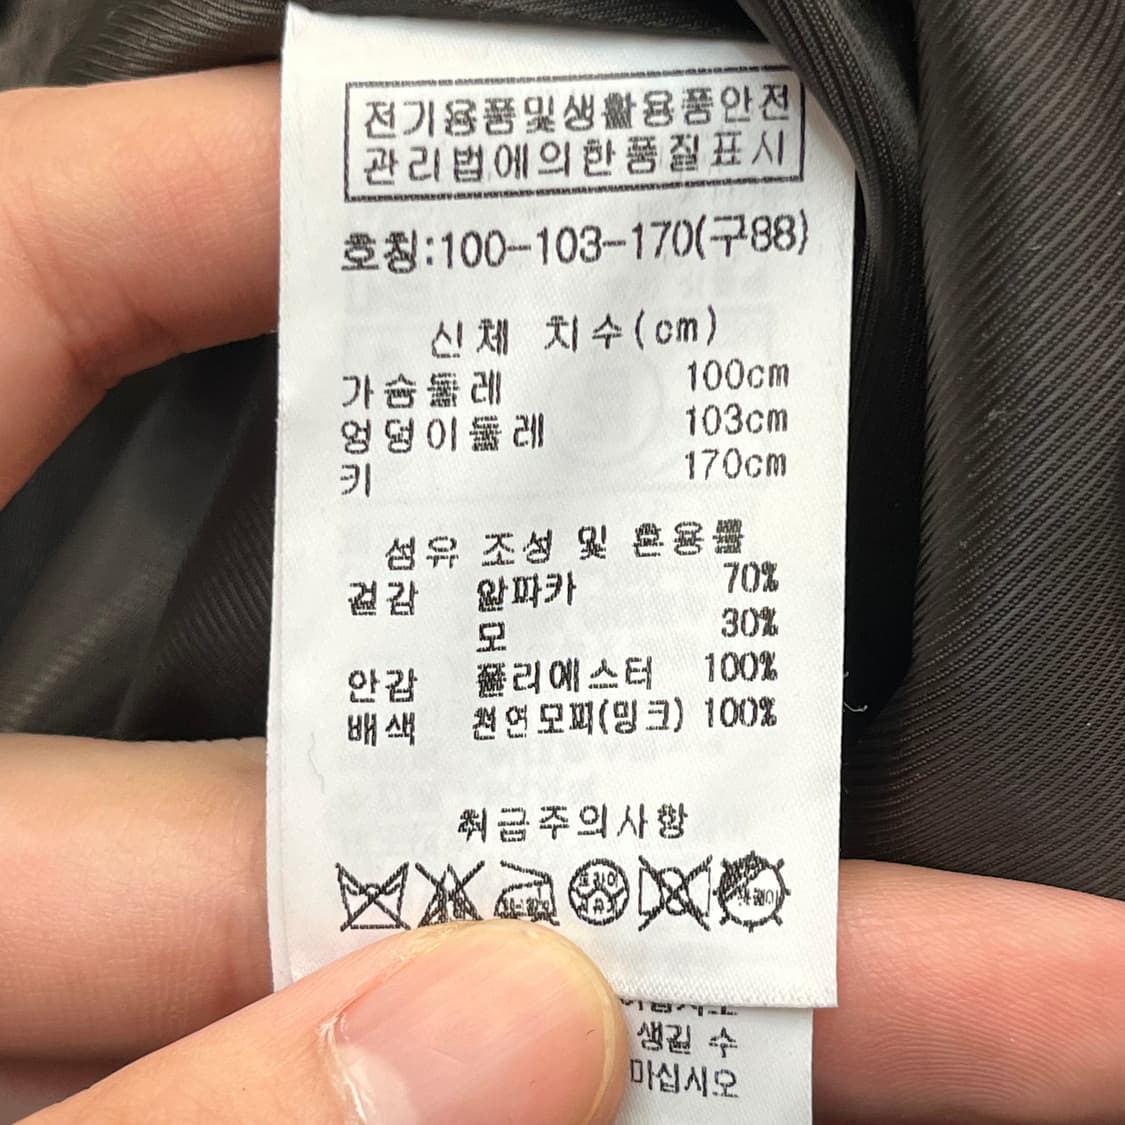 전기용품및생활용품안전
관리법에의한품질표시
호칭:100-103-170(구88)
신체 치수(cm)
가슴둘레 100cm
엉덩이둘레 103cm
키 170cm
섬유 조성 및 혼용률
겉감 알파카 70%
모 30%
안감 폴리에스터 100%
배색 천연모피(밍크) 100%
취급주의사항
드라이
생길 수
마십시오